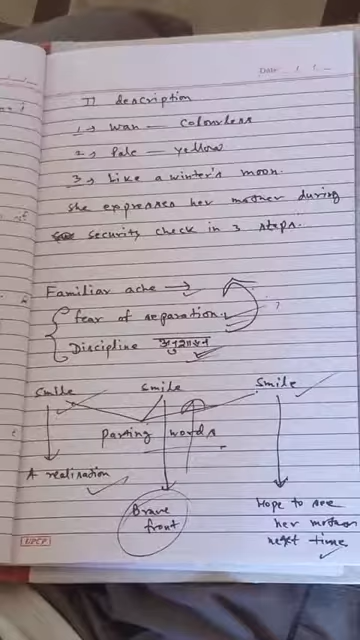 Date
description
1 → wan — Colourless
2 → Pale — yellow
3 → Like a winter's moon.
she expresses her mother during
security check in 3 steps.
Familiar ache →
fear of separation.
Discipline अनुशासन
smile smile smile
parting words
A realisation
Brave
front
Hope to see
her mother
next time